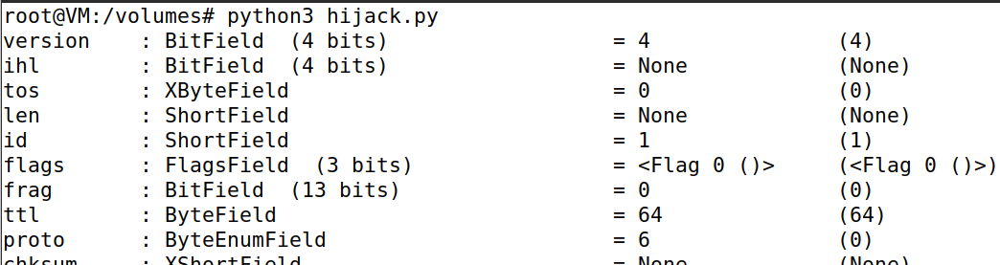 root@VM:/volumes# python3 hijack.py
version    : BitField  (4 bits)                  = 4               (4)
ihl        : BitField  (4 bits)                  = None            (None)
tos        : XByteField                          = 0               (0)
len        : ShortField                          = None            (None)
id         : ShortField                          = 1               (1)
flags      : FlagsField  (3 bits)                = <Flag 0 ()>     (<Flag 0 ()>)
frag       : BitField  (13 bits)                 = 0               (0)
ttl        : ByteField                           = 64              (64)
proto      : ByteEnumField                       = 6               (0)
chksum     : XShortField                         = None            (None)